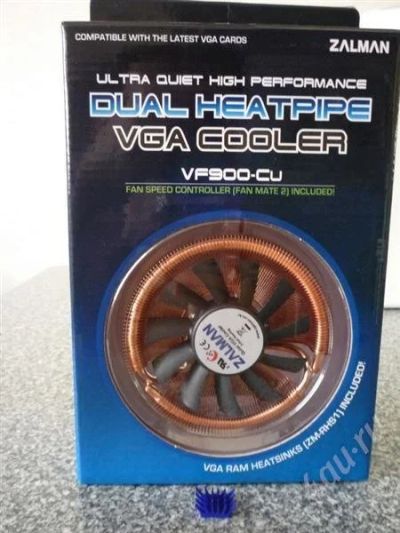 COMPATIBLE WITH THE LATEST VGA CARDS
ZALMAN
ULTRA QUIET HIGH PERFORMANCE
DUAL HEATPIPE
VGA COOLER
VF900-CU
FAN SPEED CONTROLLER (FAN MATE 2) INCLUDED!
ZALMAN
VGA RAM HEATSINKS (ZM-RHS1) INCLUDED!